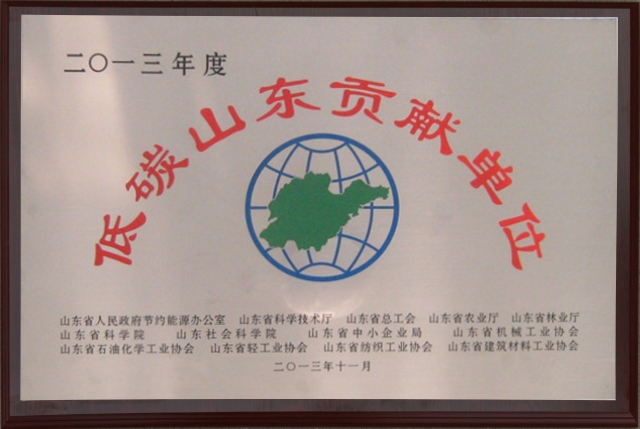 二〇一三年度
低碳山东贡献单位
山东省人民政府节约能源办公室 山东省科学技术厅 山东省总工会 山东省农业厅 山东省林业厅
山东省科学院 山东社会科学院 山东省中小企业局 山东省机械工业协会
山东省石油化学工业协会 山东省轻工业协会 山东省纺织工业协会 山东省建筑材料工业协会
二〇一三年十一月